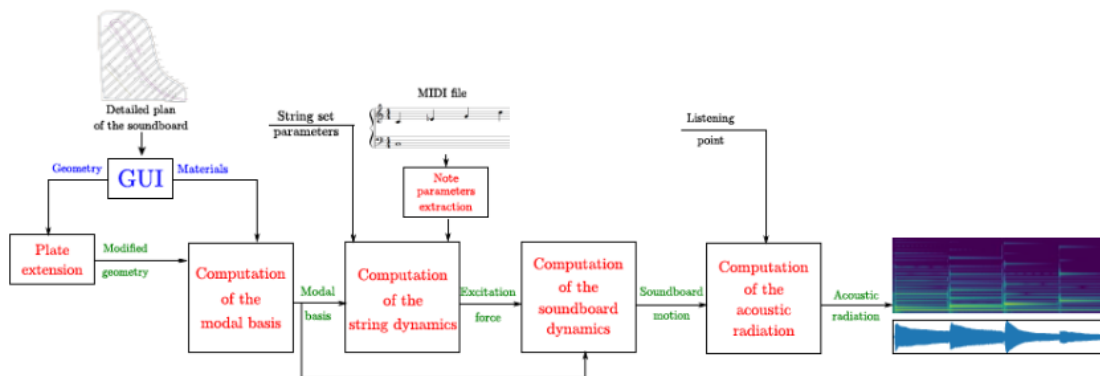 Detailed plan
of the soundboard
MIDI file
String set
parameters
Listening
point
Geometry
GUI
Materials
Note
parameters
extraction
Plate
extension
Modified
geometry
Computation
of the
modal basis
Modal
basis
Computation
of the
string dynamics
Excitation
force
Computation
of the
soundboard
dynamics
Soundboard
motion
Computation
of the
acoustic
radiation
Acoustic
radiation